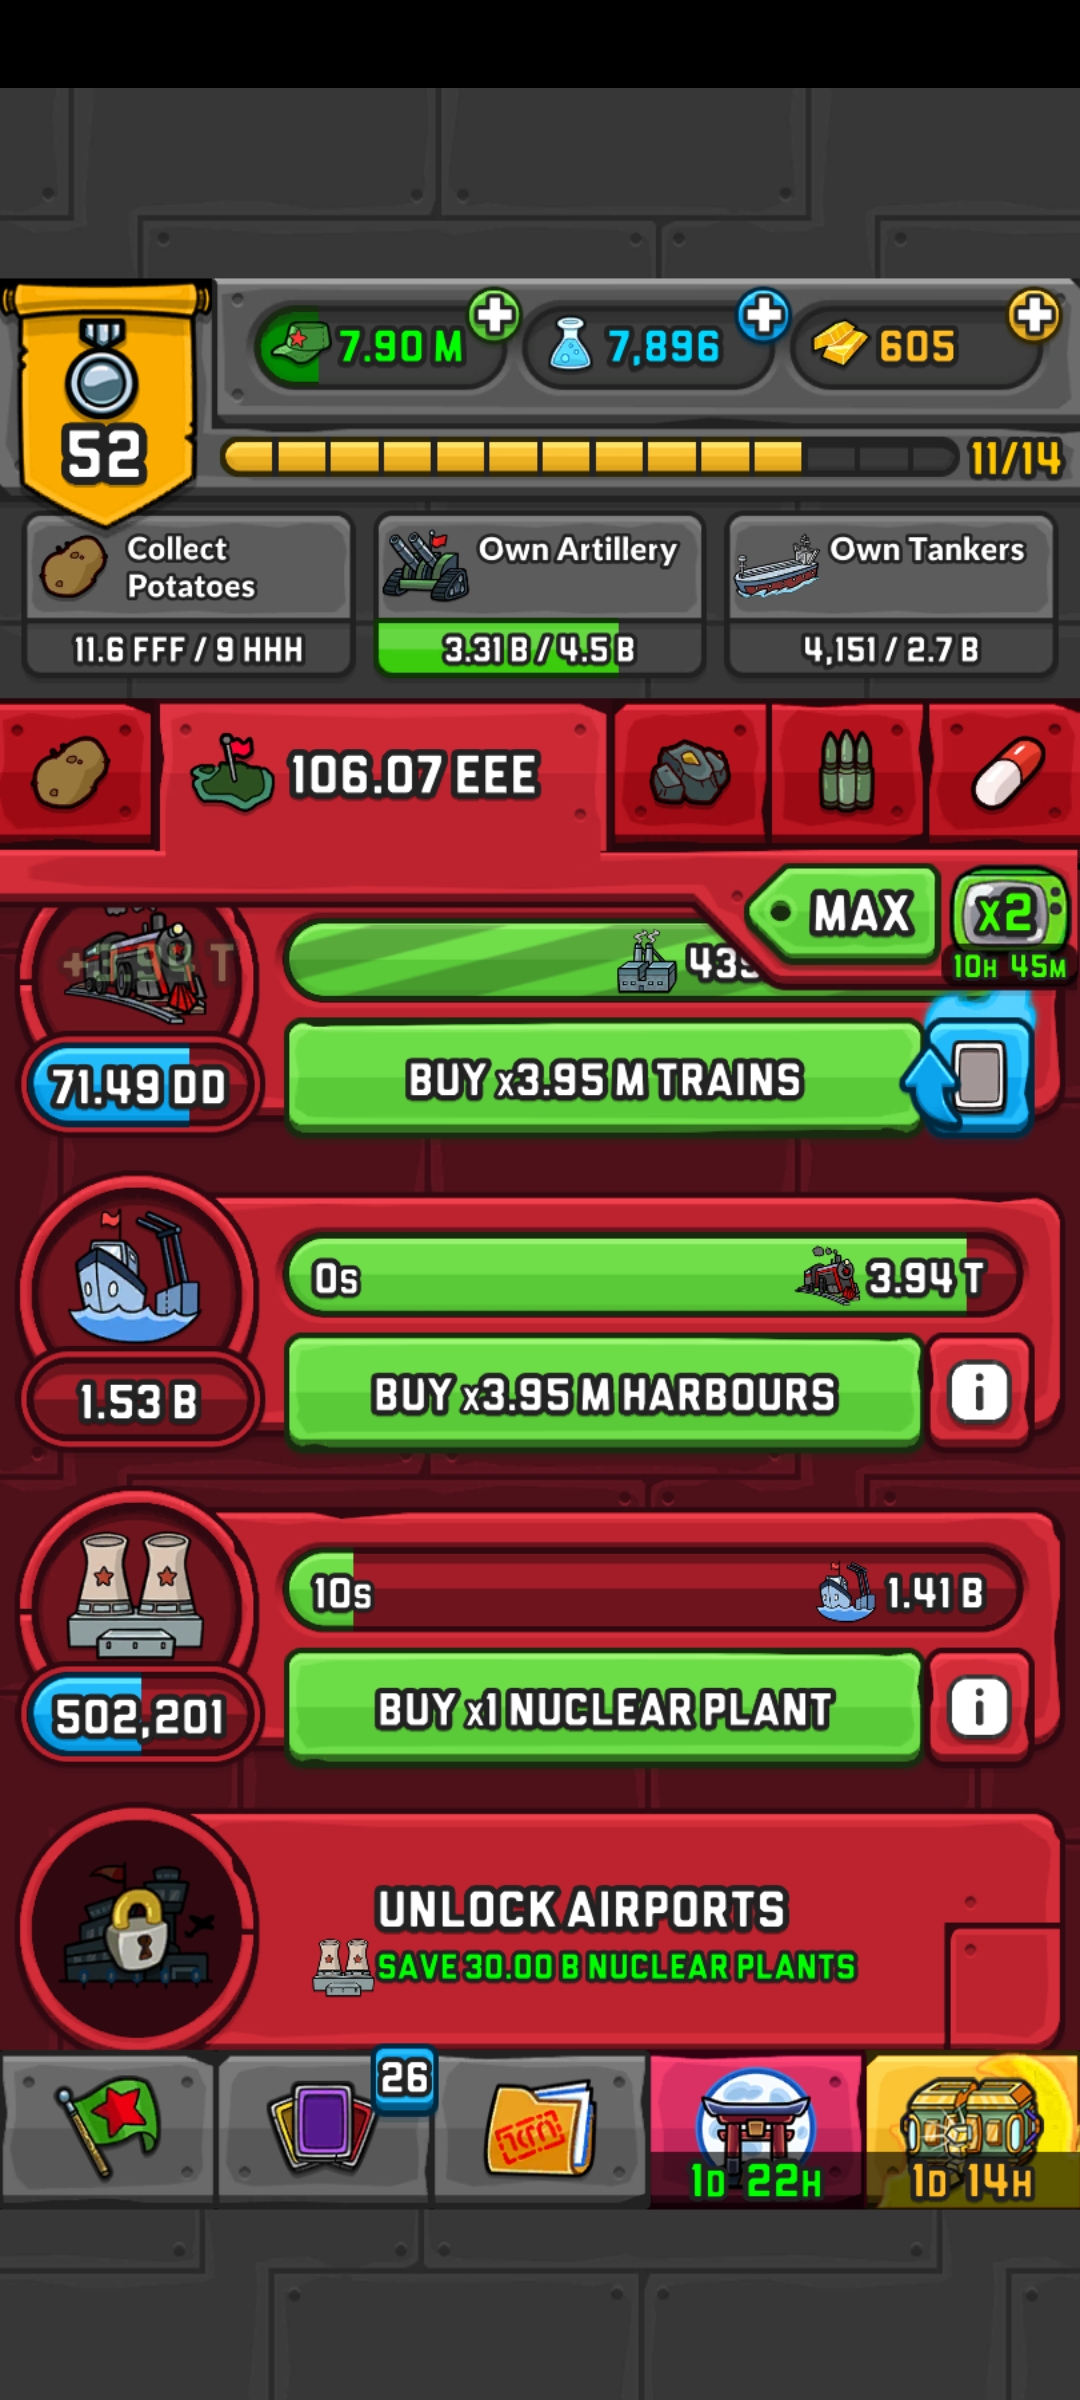 7.90 M
7,896
605
52
11/14
Collect
Potatoes
11.6 FFF / 9 HHH
Own Artillery
3.31 B / 4.5 B
Own Tankers
4,151 / 2.7 B
106.07 EEE
MAX
x2
10H 45M
71.49 DD
BUY x3.95 M TRAINS
0s
3.94 T
1.53 B
BUY x3.95 M HARBOURS
i
10s
1.41 B
502,201
BUY x1 NUCLEAR PLANT
i
UNLOCK AIRPORTS
SAVE 30.00 B NUCLEAR PLANTS
26
1D 22H
1D 14H